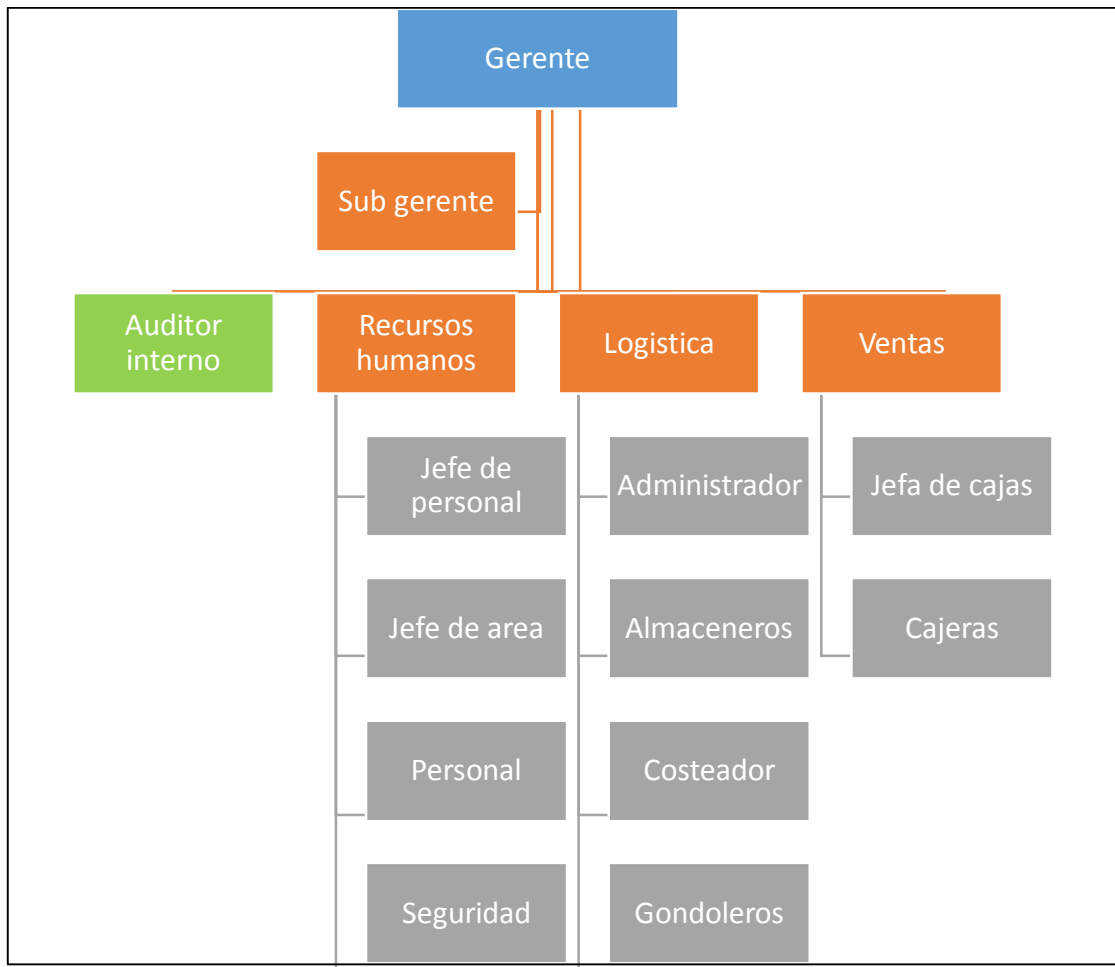 Gerente
Sub gerente
Auditor
interno
Recursos
humanos
Logistica
Ventas
Jefe de
personal
Administrador
Jefa de cajas
Jefe de area
Almaceneros
Cajeras
Personal
Costeador
Seguridad
Gondoleros